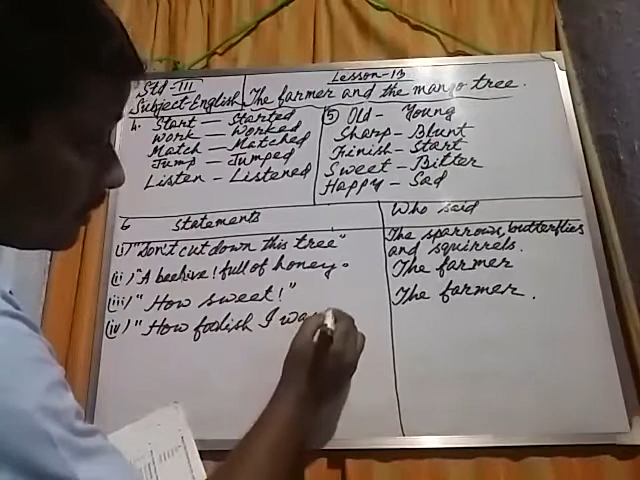 Std-III
Subject-English
Lesson-13
The farmer and the mango tree.
4. Start — Started
Work — Worked
Match — Matched
Jump — Jumped
Listen — Listened
(5) Old - Young
Sharp - Blunt
Finish - Start
Sweet - Bitter
Happy - Sad
6 Statements
Who said
(i) "Don't cut down this tree"
The sparrows, butterflies
and squirrels.
(ii) "A beehive! full of honey.
The farmer
(iii) "How sweet!"
The farmer.
(iv) "How foolish I wa